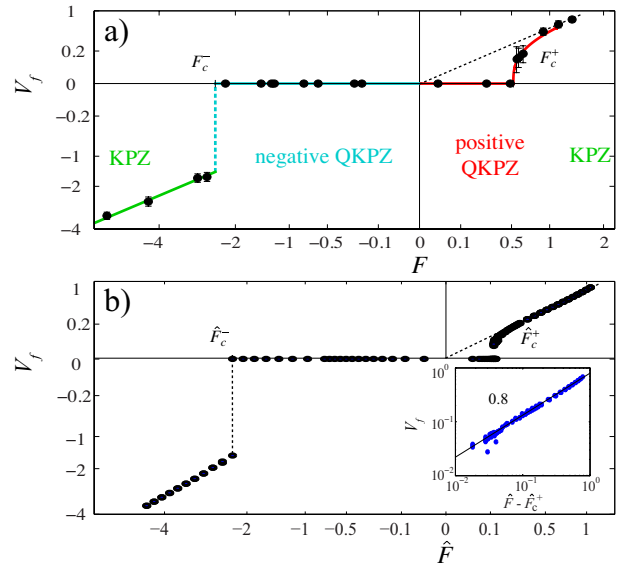 a)
1
0.2
0
-0.2
-1
-2
-4
V_f
F_c^-
F_c^+
KPZ
negative QKPZ
positive
QKPZ
KPZ
-4
-2
-1
-0.5
-0.1
0
0.1
0.5
1
2
F
b)
1
0.2
0
-0.2
-1
-2
-4
V_f
F̂_c^-
F̂_c^+
10^0
10^-1
10^-2
V_f
0.8
10^-2
10^-1
10^0
F̂ - F̂_c^+
-4
-2
-1
-0.5
-0.1
0
0.1
0.5
1
2
F̂